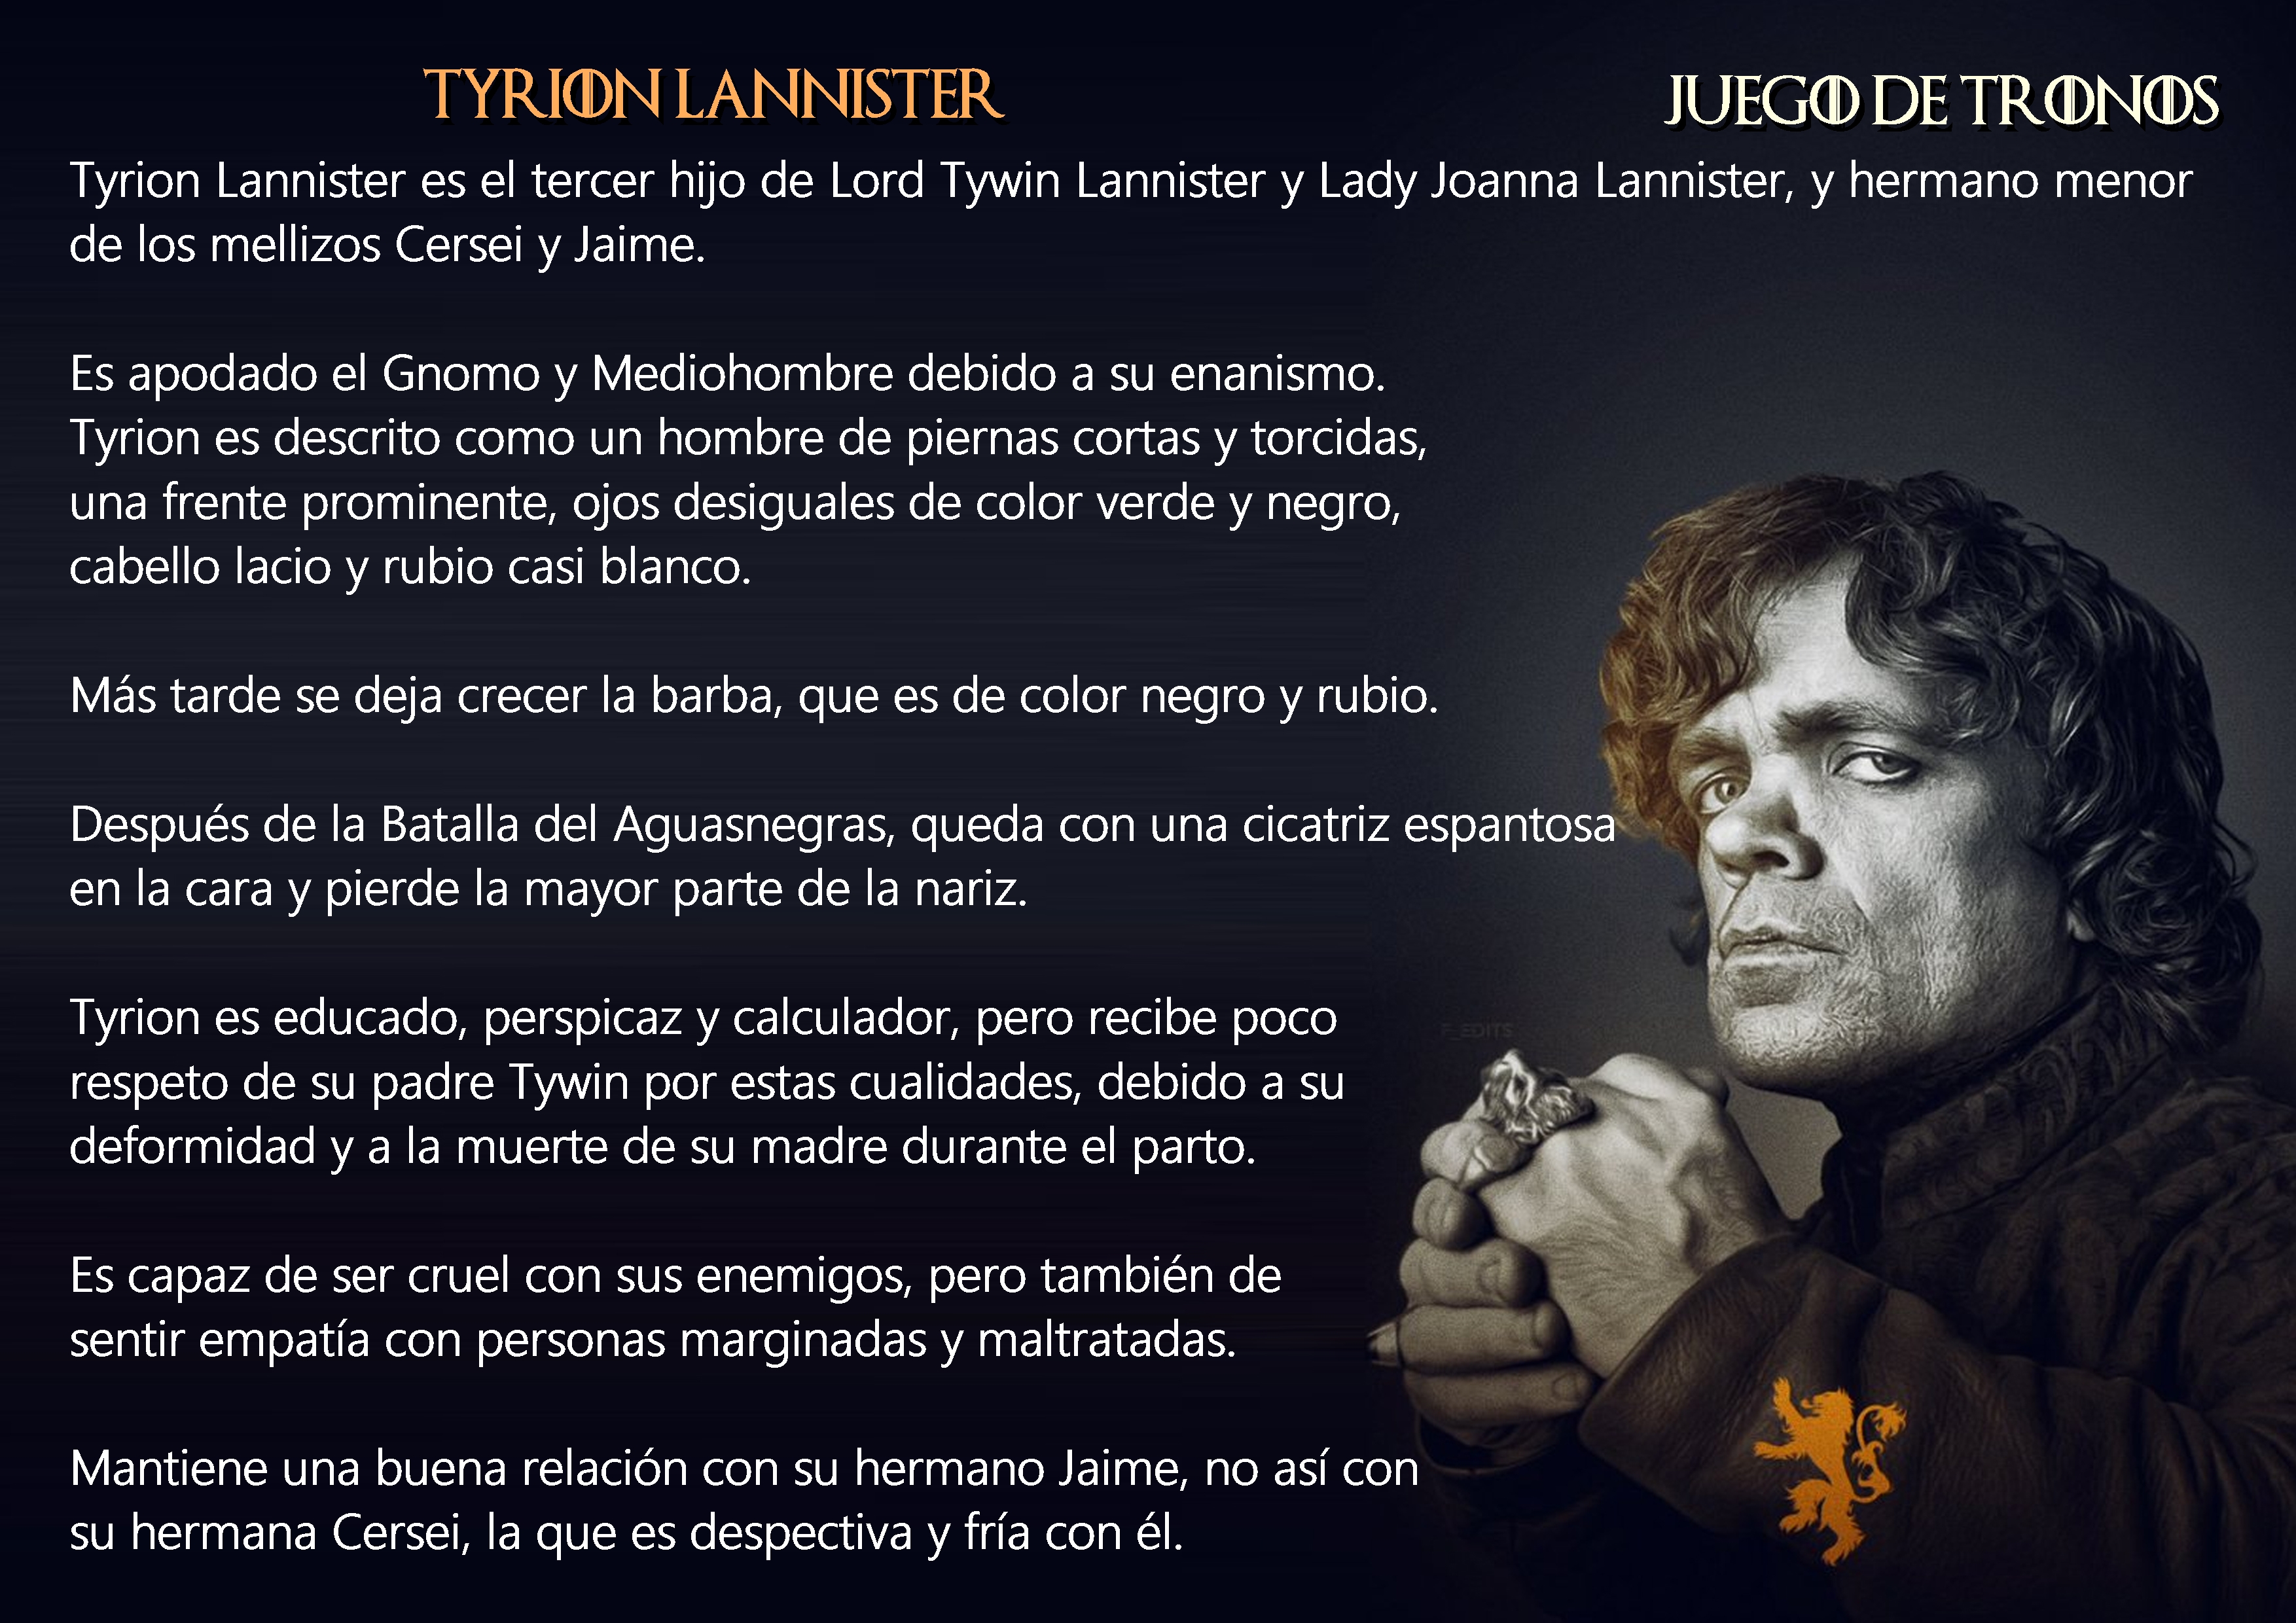 TYRION LANNISTER
JUEGO DE TRONOS
Tyrion Lannister es el tercer hijo de Lord Tywin Lannister y Lady Joanna Lannister, y hermano menor
de los mellizos Cersei y Jaime.
Es apodado el Gnomo y Mediohombre debido a su enanismo.
Tyrion es descrito como un hombre de piernas cortas y torcidas,
una frente prominente, ojos desiguales de color verde y negro,
cabello lacio y rubio casi blanco.
Más tarde se deja crecer la barba, que es de color negro y rubio.
Después de la Batalla del Aguasnegras, queda con una cicatriz espantosa
en la cara y pierde la mayor parte de la nariz.
Tyrion es educado, perspicaz y calculador, pero recibe poco
respeto de su padre Tywin por estas cualidades, debido a su
deformidad y a la muerte de su madre durante el parto.
F_EDITS
Es capaz de ser cruel con sus enemigos, pero también de
sentir empatía con personas marginadas y maltratadas.
Mantiene una buena relación con su hermano Jaime, no así con
su hermana Cersei, la que es despectiva y fría con él.